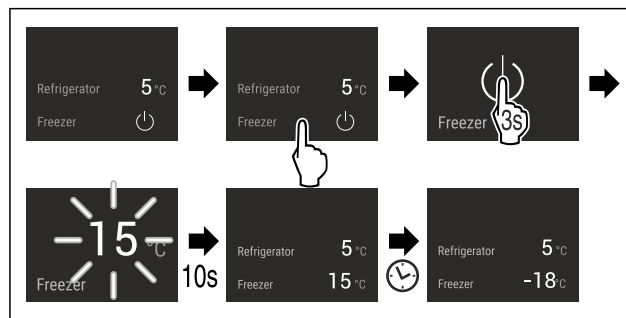 Refrigerator 5 °C
Freezer
Refrigerator 5 °C
Freezer
Freezer 3s
15 °C
Freezer
10s
Refrigerator 5 °C
Freezer 15 °C
Refrigerator 5 °C
Freezer -18 °C